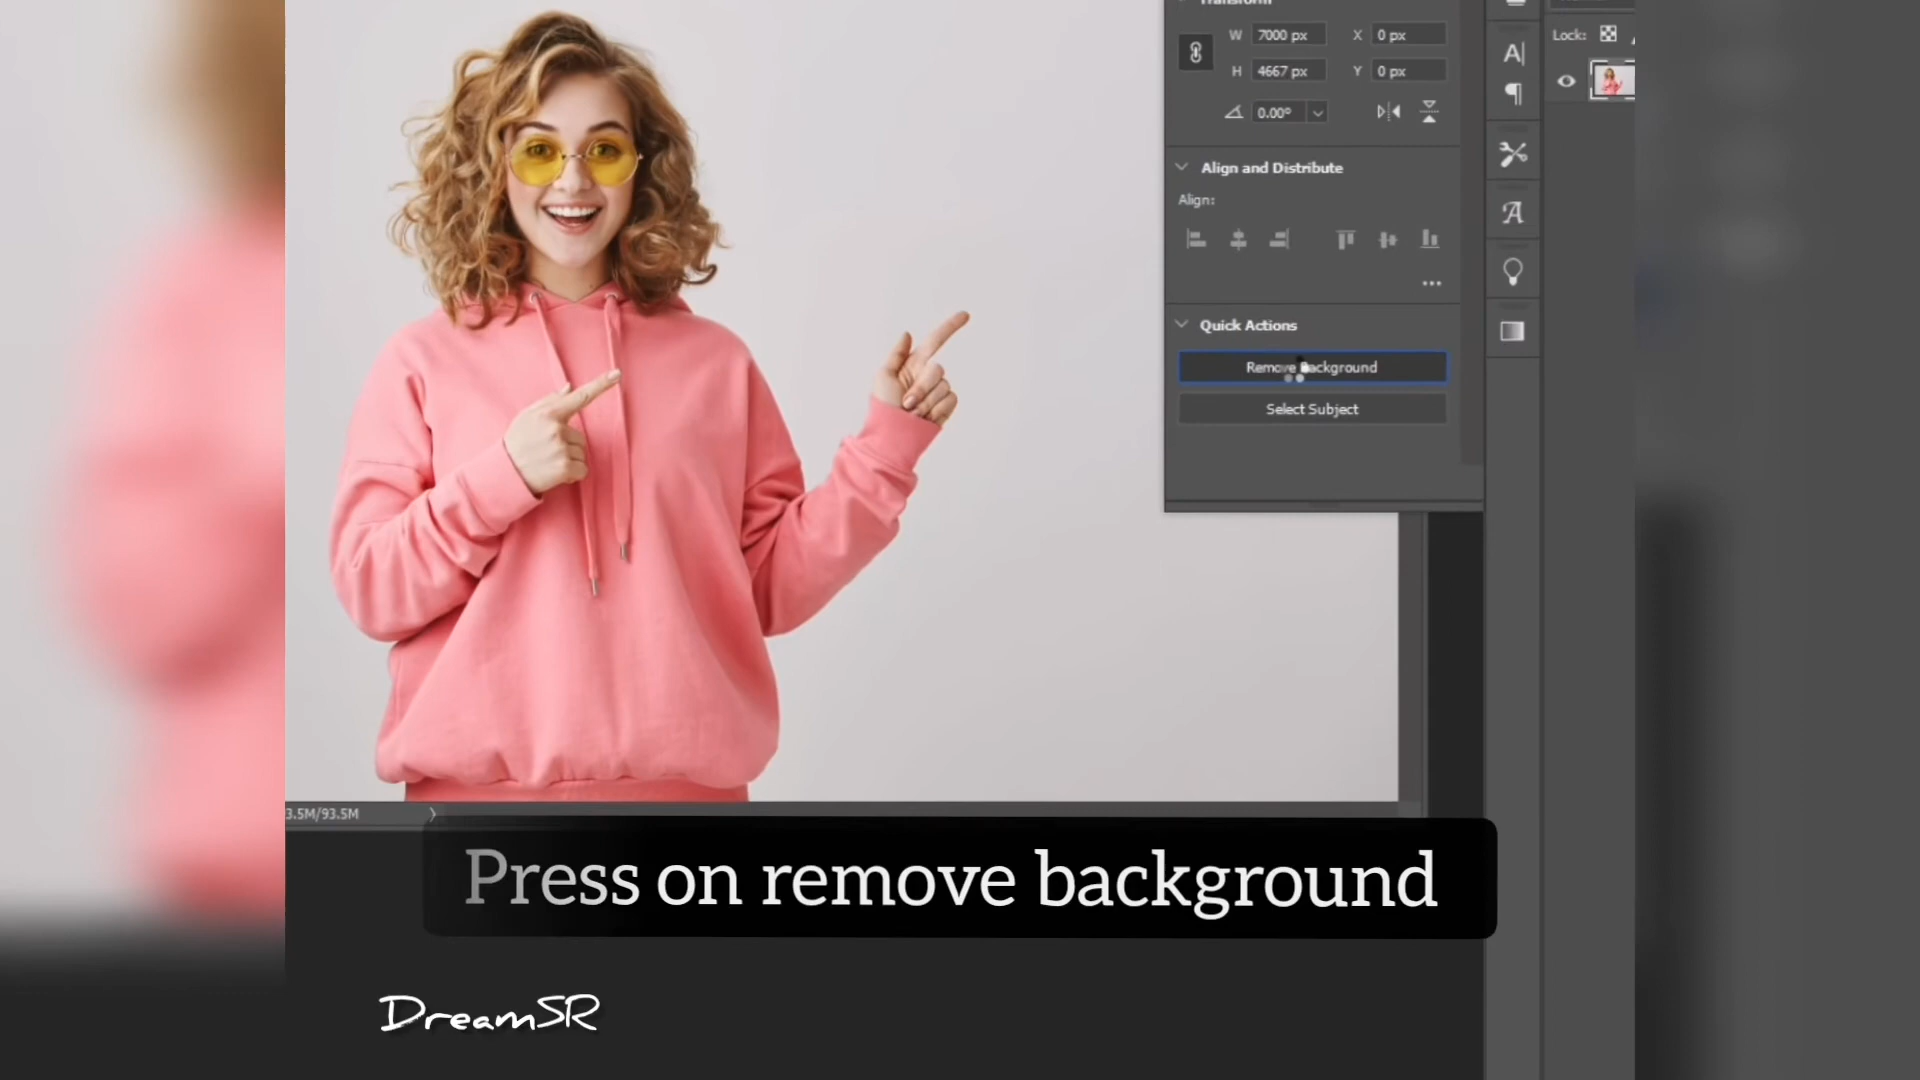 Transform
W 7000 px X 0 px
H 4667 px Y 0 px
0.00°
Lock:
Align and Distribute
Align:
Quick Actions
Remove Background
Select Subject
3.5M/93.5M
Press on remove background
DreamSR